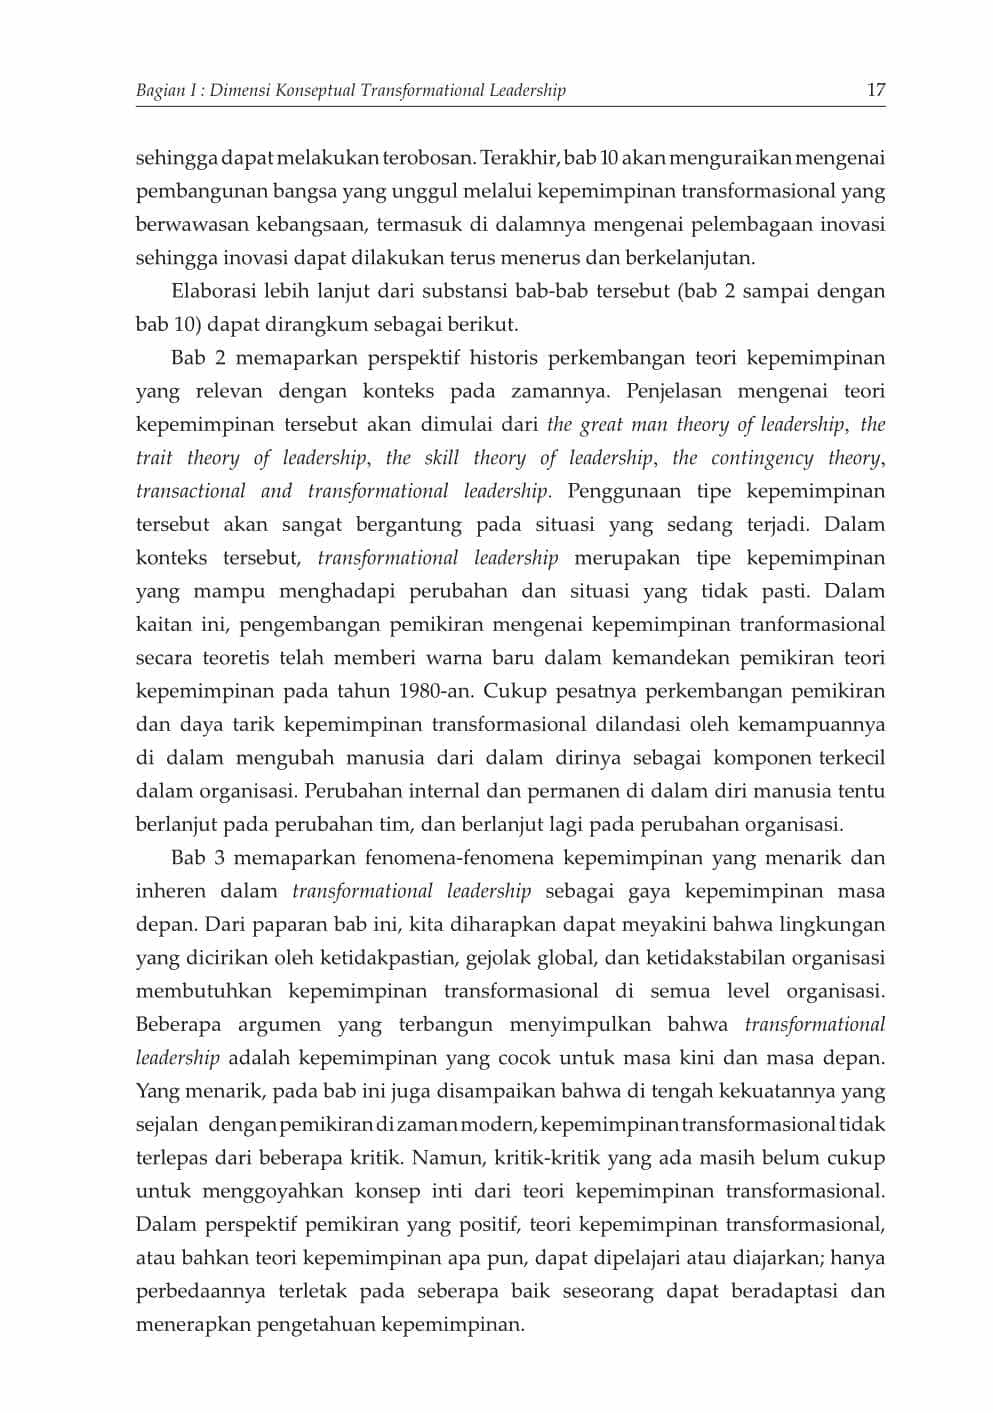 Bagian I : Dimensi Konseptual Transformational Leadership 17
sehingga dapat melakukan terobosan. Terakhir, bab 10 akan menguraikan mengenai
pembangunan bangsa yang unggul melalui kepemimpinan transformasional yang
berwawasan kebangsaan, termasuk di dalamnya mengenai pelembagaan inovasi
sehingga inovasi dapat dilakukan terus menerus dan berkelanjutan.
Elaborasi lebih lanjut dari substansi bab-bab tersebut (bab 2 sampai dengan
bab 10) dapat dirangkum sebagai berikut.
Bab 2 memaparkan perspektif historis perkembangan teori kepemimpinan
yang relevan dengan konteks pada zamannya. Penjelasan mengenai teori
kepemimpinan tersebut akan dimulai dari the great man theory of leadership, the
trait theory of leadership, the skill theory of leadership, the contingency theory,
transactional and transformational leadership. Penggunaan tipe kepemimpinan
tersebut akan sangat bergantung pada situasi yang sedang terjadi. Dalam
konteks tersebut, transformational leadership merupakan tipe kepemimpinan
yang mampu menghadapi perubahan dan situasi yang tidak pasti. Dalam
kaitan ini, pengembangan pemikiran mengenai kepemimpinan tranformasional
secara teoretis telah memberi warna baru dalam kemandekan pemikiran teori
kepemimpinan pada tahun 1980-an. Cukup pesatnya perkembangan pemikiran
dan daya tarik kepemimpinan transformasional dilandasi oleh kemampuannya
di dalam mengubah manusia dari dalam dirinya sebagai komponen terkecil
dalam organisasi. Perubahan internal dan permanen di dalam diri manusia tentu
berlanjut pada perubahan tim, dan berlanjut lagi pada perubahan organisasi.
Bab 3 memaparkan fenomena-fenomena kepemimpinan yang menarik dan
inheren dalam transformational leadership sebagai gaya kepemimpinan masa
depan. Dari paparan bab ini, kita diharapkan dapat meyakini bahwa lingkungan
yang dicirikan oleh ketidakpastian, gejolak global, dan ketidakstabilan organisasi
membutuhkan kepemimpinan transformasional di semua level organisasi.
Beberapa argumen yang terbangun menyimpulkan bahwa transformational
leadership adalah kepemimpinan yang cocok untuk masa kini dan masa depan.
Yang menarik, pada bab ini juga disampaikan bahwa di tengah kekuatannya yang
sejalan dengan pemikiran di zaman modern, kepemimpinan transformasional tidak
terlepas dari beberapa kritik. Namun, kritik-kritik yang ada masih belum cukup
untuk menggoyahkan konsep inti dari teori kepemimpinan transformasional.
Dalam perspektif pemikiran yang positif, teori kepemimpinan transformasional,
atau bahkan teori kepemimpinan apa pun, dapat dipelajari atau diajarkan; hanya
perbedaannya terletak pada seberapa baik seseorang dapat beradaptasi dan
menerapkan pengetahuan kepemimpinan.